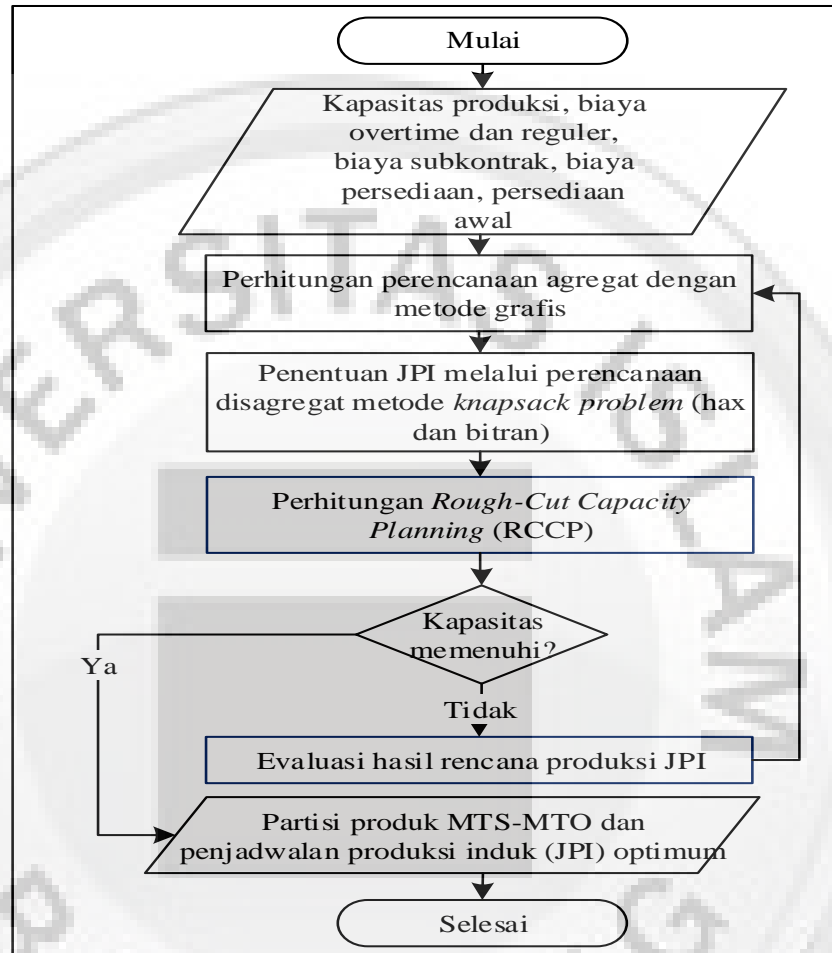 Mulai
Kapasitas produksi, biaya
overtime dan reguler,
biaya subkontrak, biaya
persediaan, persediaan
awal
Perhitungan perencanaan agregat dengan
metode grafis
Penentuan JPI melalui perencanaan
disagregat metode knapsack problem (hax
dan bitran)
Perhitungan Rough-Cut Capacity
Planning (RCCP)
Kapasitas
memenuhi?
Ya
Tidak
Evaluasi hasil rencana produksi JPI
Partisi produk MTS-MTO dan
penjadwalan produksi induk (JPI) optimum
Selesai
ERSITAS ISLAM